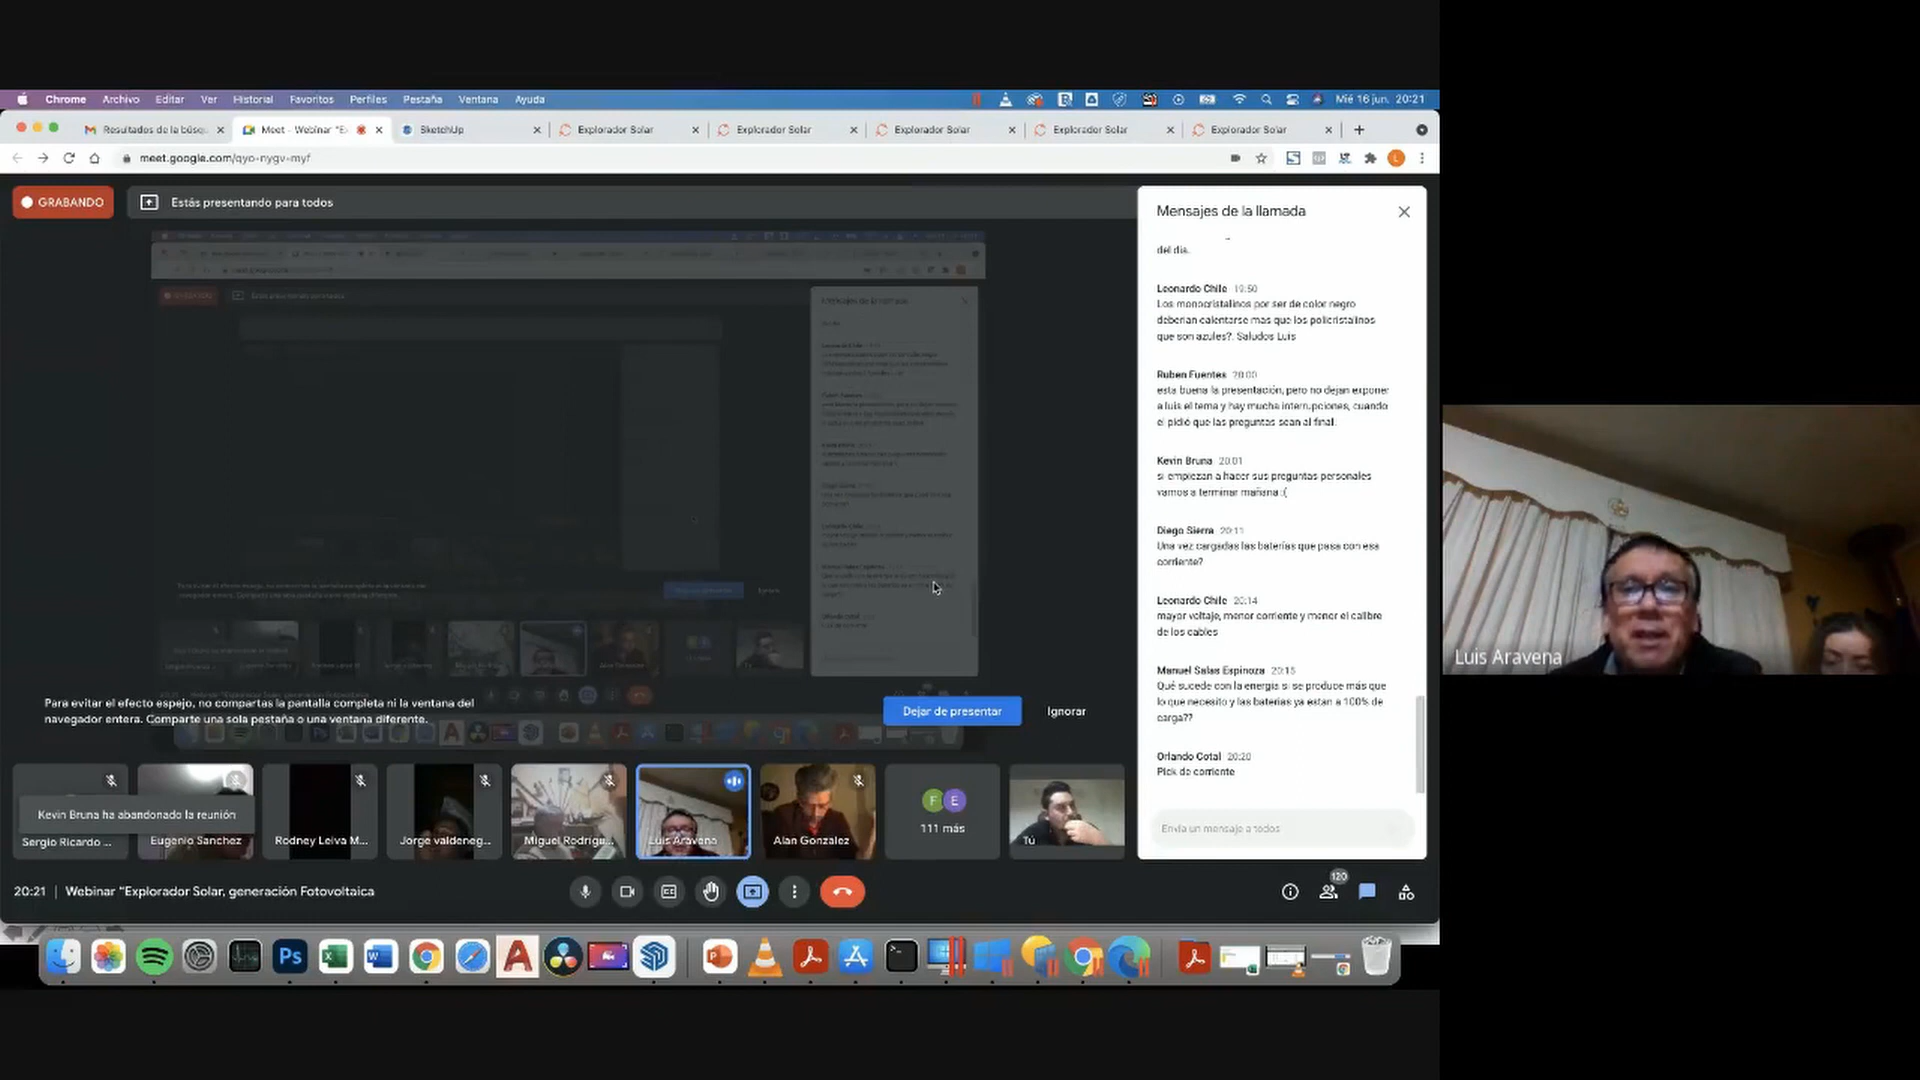 Chrome Archivo Editar Ver Historial Favoritos Perfiles Pestaña Ventana Ayuda
Mié 16 jun. 20:21
Resultados de la búsqu
Meet - Webinar "E
SketchUp
Explorador Solar
Explorador Solar
Explorador Solar
Explorador Solar
Explorador Solar
meet.google.com/qyo-nygv-myf
L
GRABANDO
Estás presentando para todos
Mensajes de la llamada
del día.
Leonardo Chile 19:50
Los monocristalinos por ser de color negro
deberian calentarse mas que los policristalinos
que son azules?. Saludos Luis
Ruben Fuentes 20:00
esta buena la presentación, pero no dejan exponer
a luis el tema y hay mucha interrupciones, cuando
el pidió que las preguntas sean al final.
Kevin Bruna 20:01
si empiezan a hacer sus preguntas personales
vamos a terminar mañana :(
Diego Sierra 20:11
Una vez cargadas las baterías que pasa con esa
corriente?
Leonardo Chile 20:14
mayor voltaje, menor corriente y menor el calibre
de los cables
Manuel Salas Espinoza 20:15
Qué sucede con la energía si se produce más que
lo que necesito y las baterias ya estan a 100% de
carga??
Orlando Cotal 20:20
Pick de corriente
Envía un mensaje a todos
Para evitar el efecto espejo, no compartas la pantalla completa ni la ventana del
navegador entera. Comparte una sola pestaña o una ventana diferente.
Dejar de presentar
Ignorar
Kevin Bruna ha abandonado la reunión
Sergio Ricardo ...
Eugenio Sanchez
Rodney Leiva M...
Jorge valdeneg...
Miguel Rodrigu...
Luis Aravena
Alan Gonzalez
F E
111 más
Tú
20:21 | Webinar "Explorador Solar, generación Fotovoltaica
120
Luis Aravena
Ps